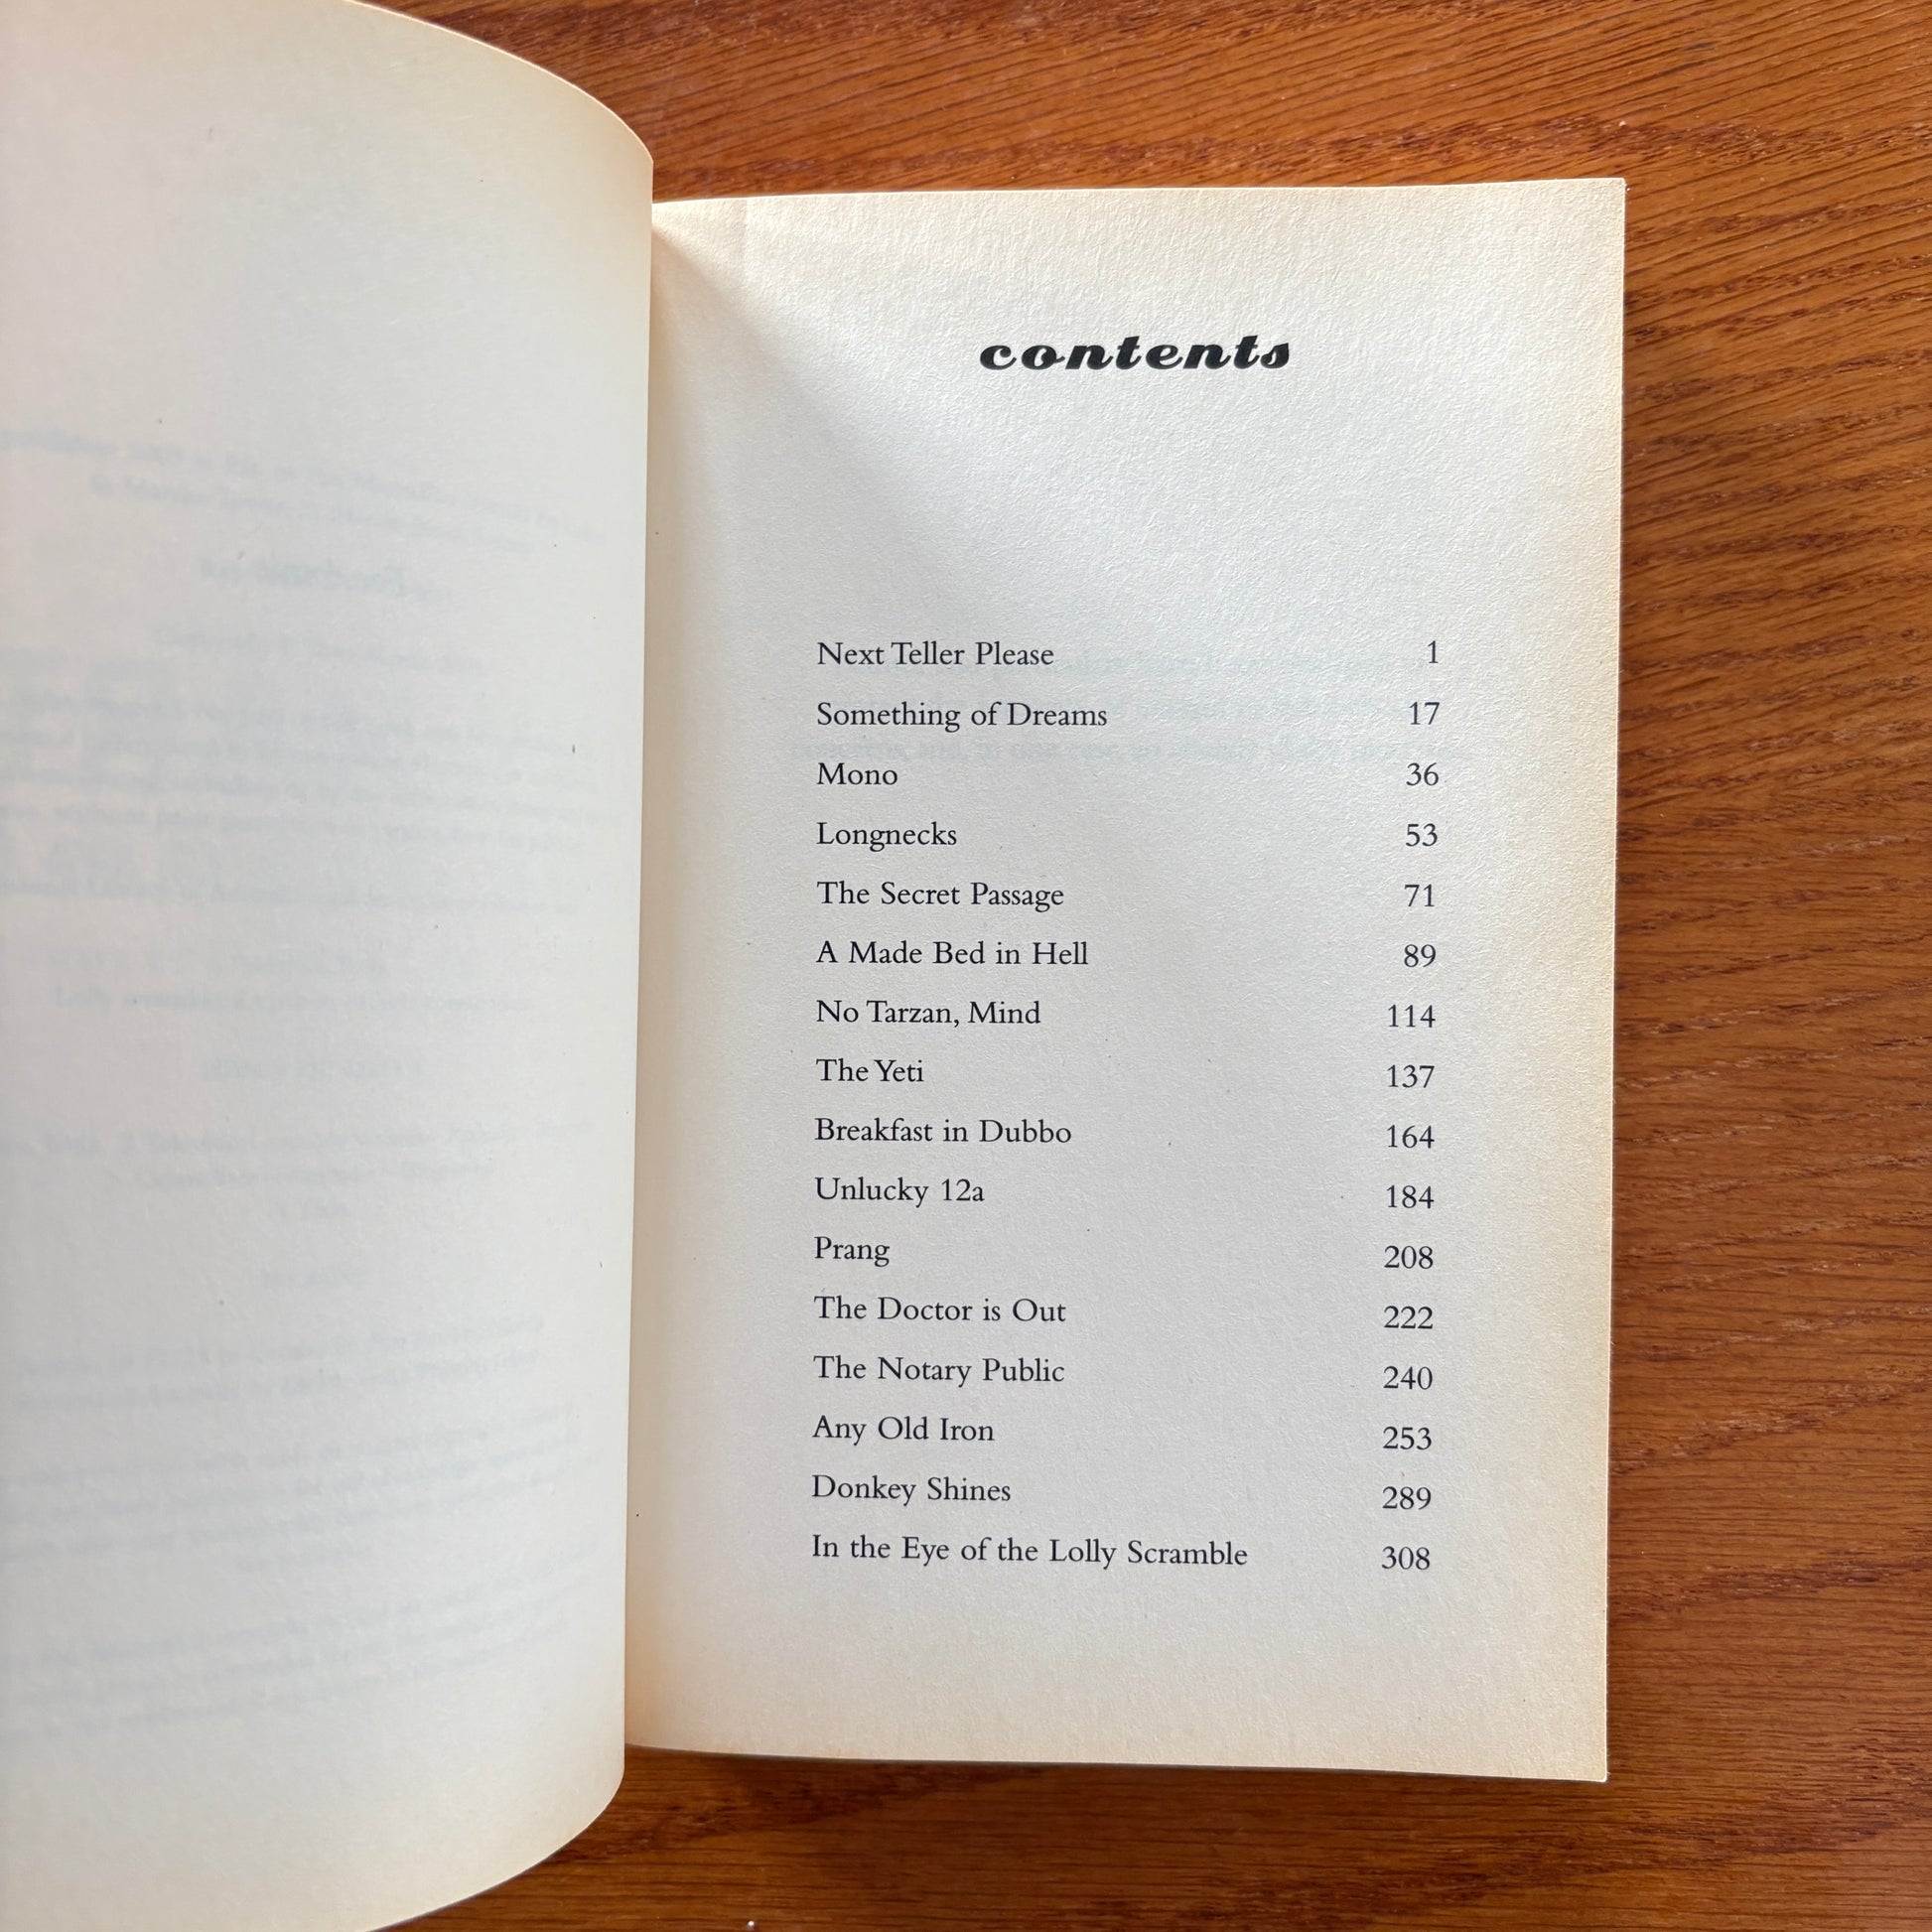 contents
Next Teller Please 1
Something of Dreams 17
Mono 36
Longnecks 53
The Secret Passage 71
A Made Bed in Hell 89
No Tarzan, Mind 114
The Yeti 137
Breakfast in Dubbo 164
Unlucky 12a 184
Prang 208
The Doctor is Out 222
The Notary Public 240
Any Old Iron 253
Donkey Shines 289
In the Eye of the Lolly Scramble 308